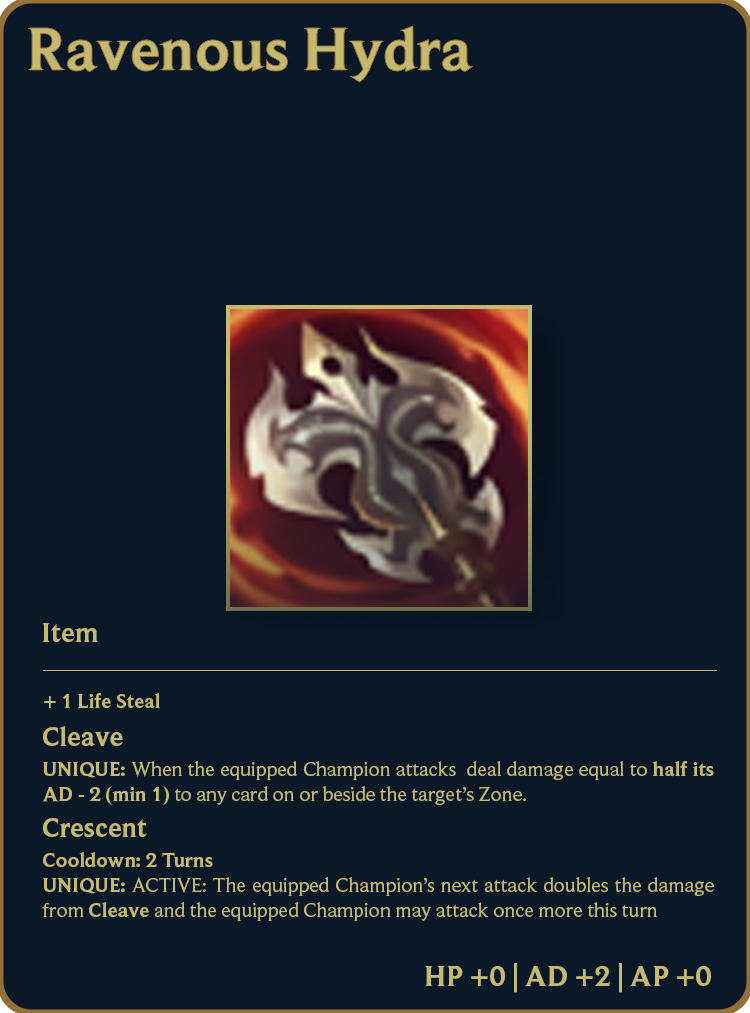 Ravenous Hydra
Item
+ 1 Life Steal
Cleave
UNIQUE: When the equipped Champion attacks  deal damage equal to half its
AD - 2 (min 1) to any card on or beside the target's Zone.
Crescent
Cooldown: 2 Turns
UNIQUE: ACTIVE: The equipped Champion's next attack doubles the damage
from Cleave and the equipped Champion may attack once more this turn
HP +0 | AD +2 | AP +0